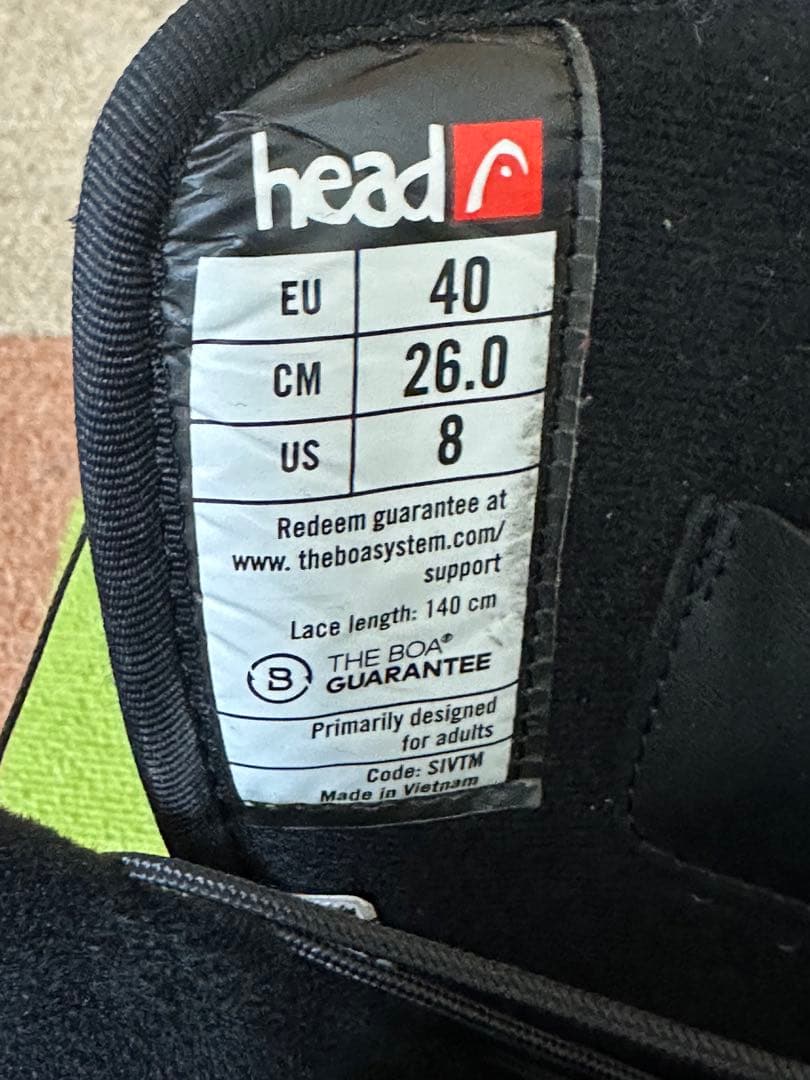 head
EU 40
CM 26.0
US 8
Redeem guarantee at
www. theboasystem.com/
support
Lace length: 140 cm
B THE BOA®
GUARANTEE
Primarily designed
for adults
Code: SIVTM
Made in Vietnam